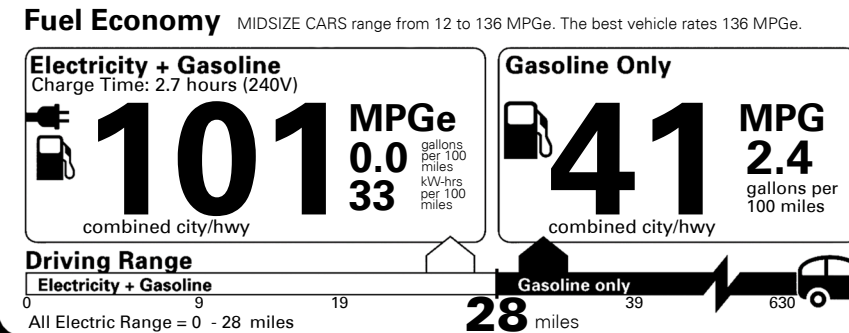 Fuel Economy MIDSIZE CARS range from 12 to 136 MPGe. The best vehicle rates 136 MPGe.
Electricity + Gasoline
Charge Time: 2.7 hours (240V)
101
MPGe
0.0 gallons per 100 miles
33 kW-hrs per 100 miles
combined city/hwy
Gasoline Only
41
MPG
2.4
gallons per
100 miles
combined city/hwy
Driving Range
Electricity + Gasoline
Gasoline only
0 9 19 28 miles 39 630
All Electric Range = 0 - 28 miles